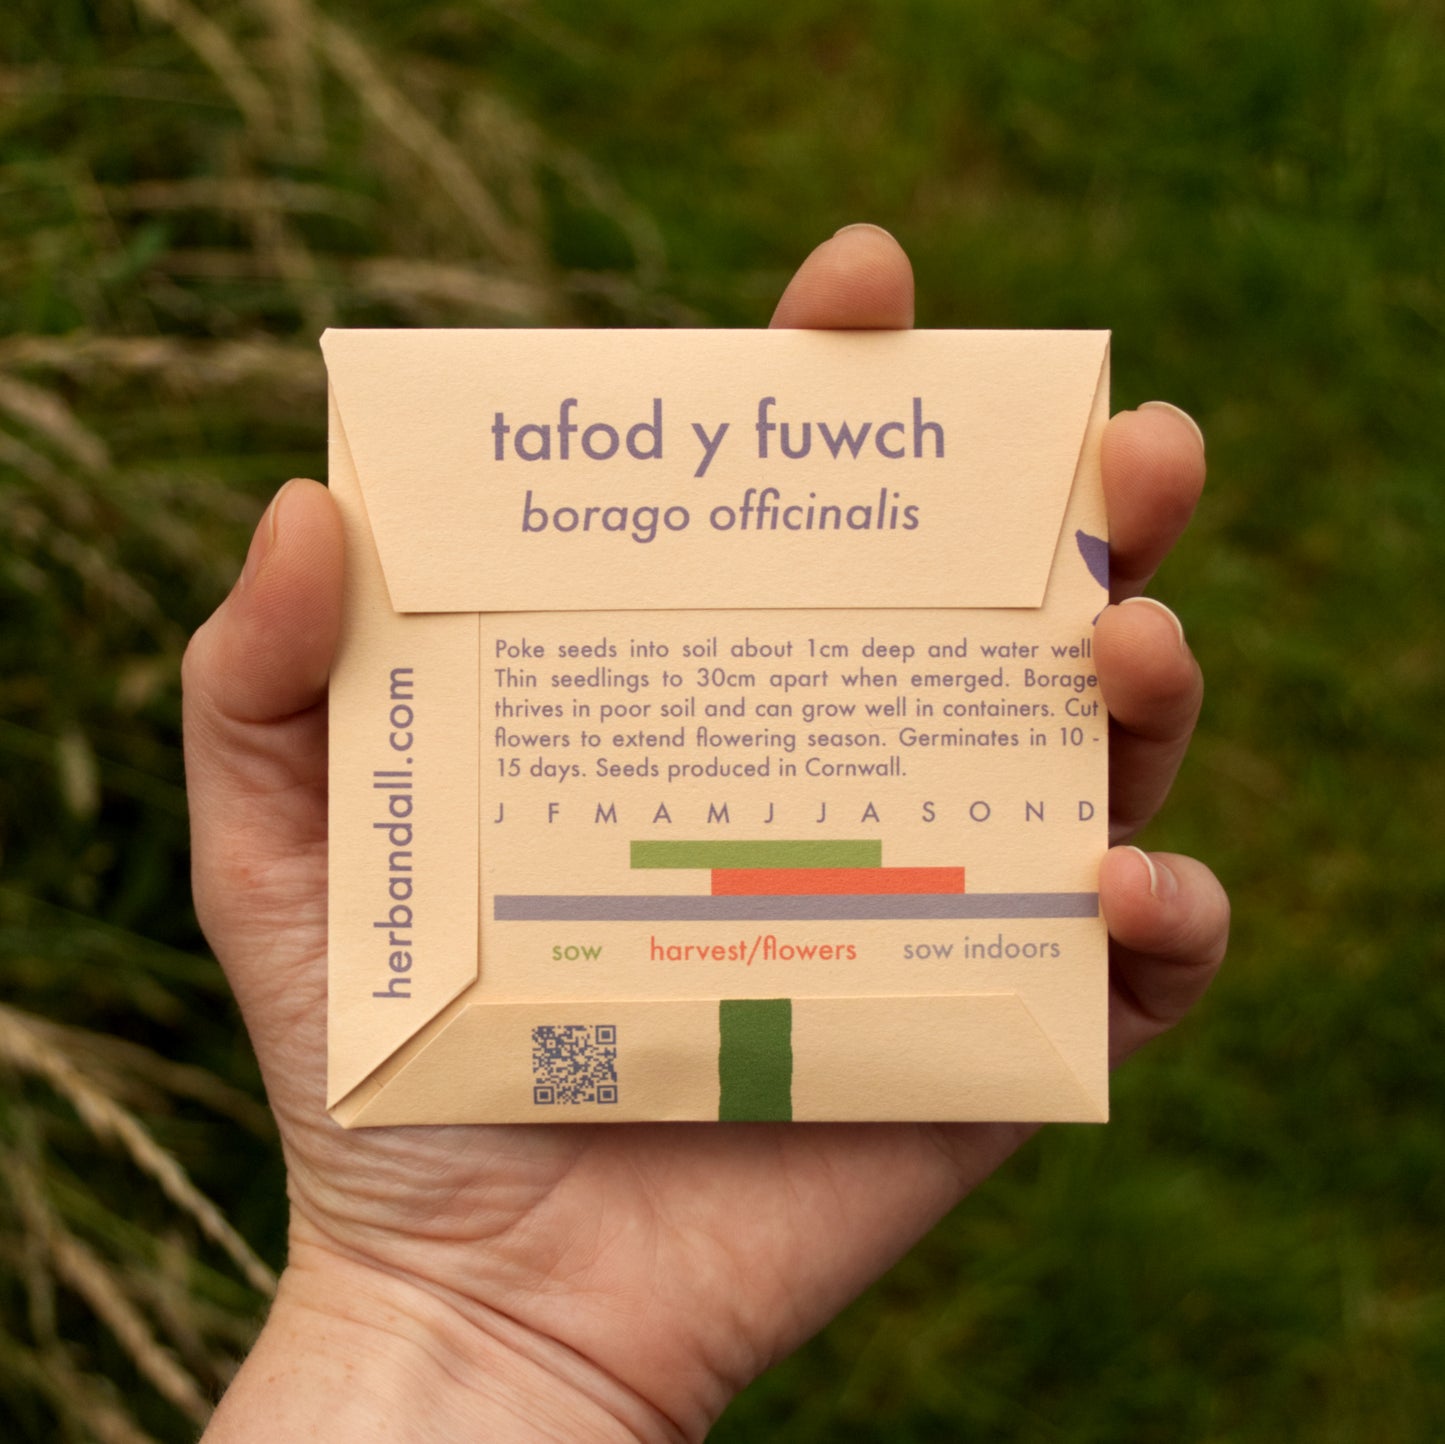 tafod y fuwch
borago officinalis
Poke seeds into soil about 1cm deep and water well
Thin seedlings to 30cm apart when emerged. Borage
thrives in poor soil and can grow well in containers. Cut
flowers to extend flowering season. Germinates in 10 -
15 days. Seeds produced in Cornwall.
J F M A M J J A S O N D
sow harvest/flowers sow indoors
herbandall.com